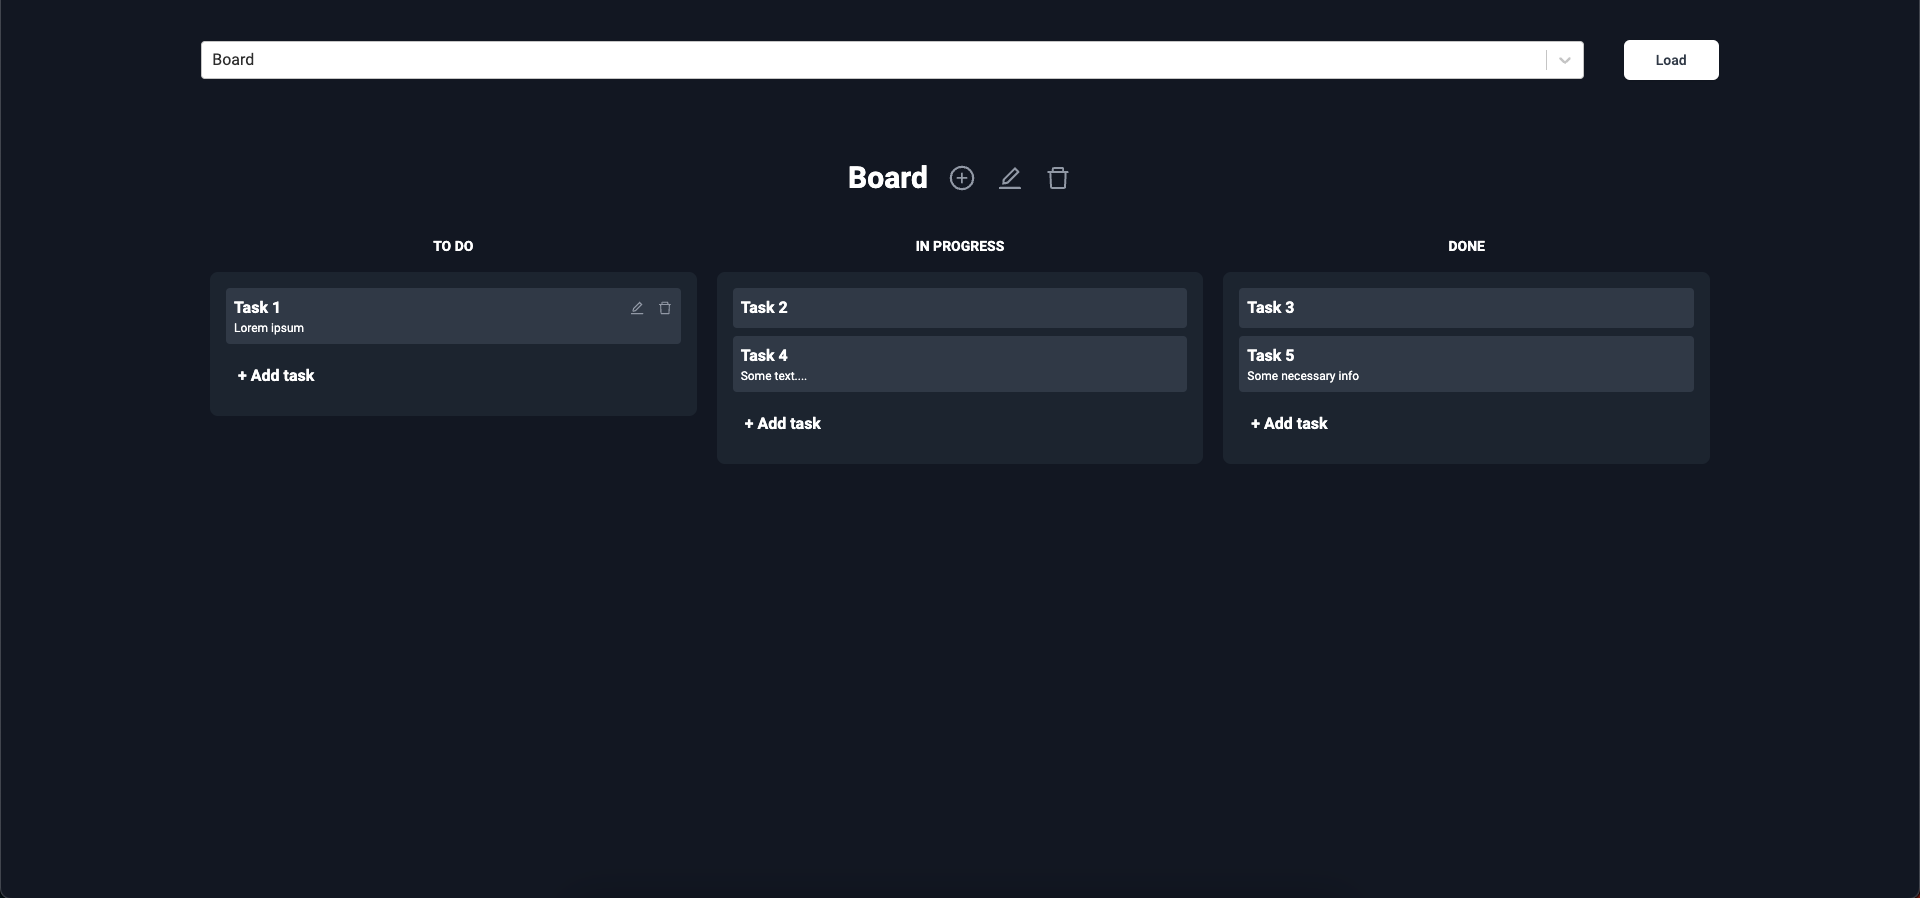 Board
Load
Board
TO DO
Task 1
Lorem ipsum
+ Add task
IN PROGRESS
Task 2
Task 4
Some text....
+ Add task
DONE
Task 3
Task 5
Some necessary info
+ Add task